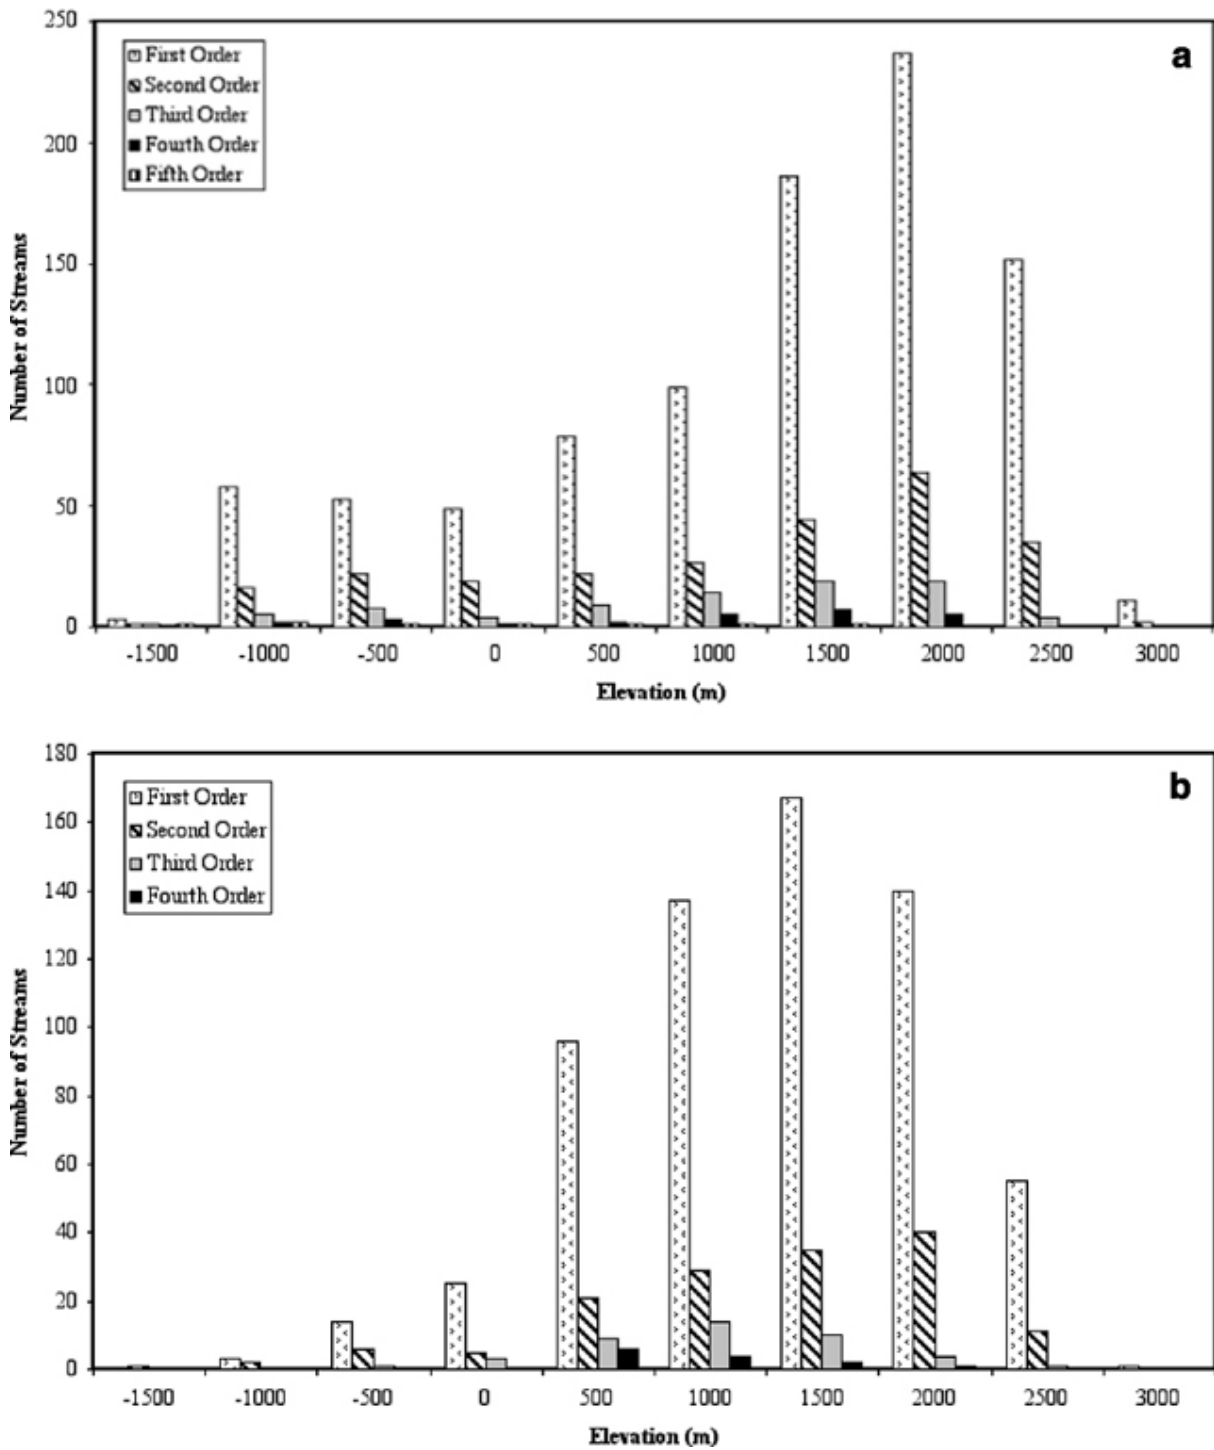 a
250
200
150
100
50
0
Number of Streams
First Order
Second Order
Third Order
Fourth Order
Fifth Order
-1500 -1000 -500 0 500 1000 1500 2000 2500 3000
Elevation (m)
b
180
160
140
120
100
80
60
40
20
0
Number of Streams
First Order
Second Order
Third Order
Fourth Order
-1500 -1000 -500 0 500 1000 1500 2000 2500 3000
Elevation (m)